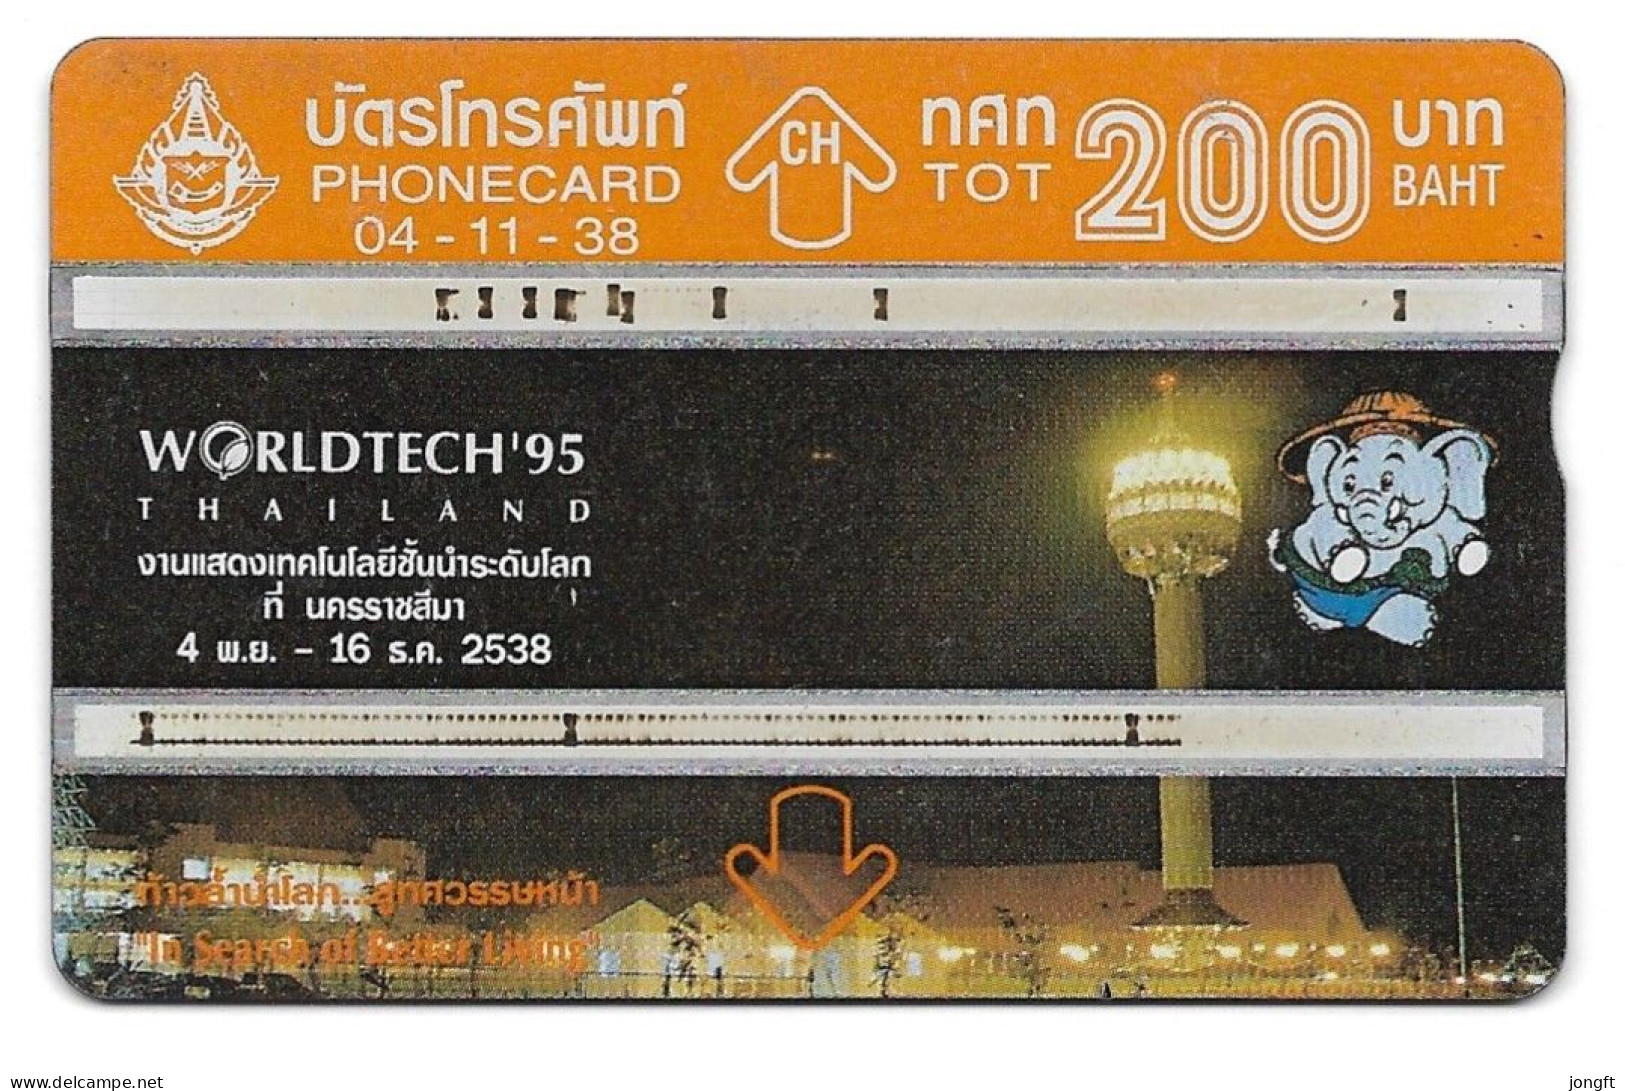 บัตรโทรศัพท์
PHONECARD
04-11-38
CH
ทศท
TOT
200
บาท
BAHT
WORLDTECH'95
THAILAND
งานแสดงเทคโนโลยีชั้นนำระดับโลก
ที่ นครราชสีมา
4 พ.ย. - 16 ธ.ค. 2538
ก้าวล้ำนำโลก...สู่ทศวรรษหน้า
"In Search of Better Living"
www.delcampe.net
jongft